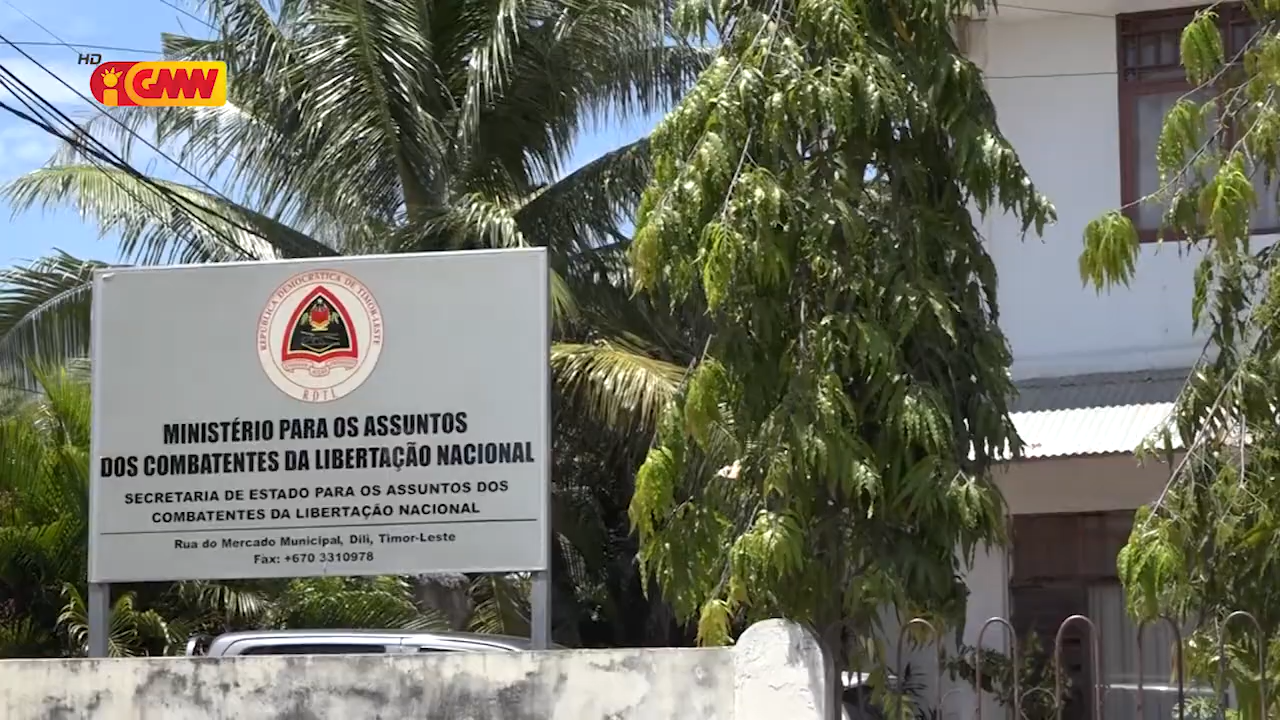 HD
GMN
REPÚBLICA DEMOCRÁTICA DE TIMOR-LESTE
RDTL
MINISTÉRIO PARA OS ASSUNTOS
DOS COMBATENTES DA LIBERTAÇÃO NACIONAL
SECRETARIA DE ESTADO PARA OS ASSUNTOS DOS
COMBATENTES DA LIBERTAÇÃO NACIONAL
Rua do Mercado Municipal, Dili, Timor-Leste
Fax: +670 3310978